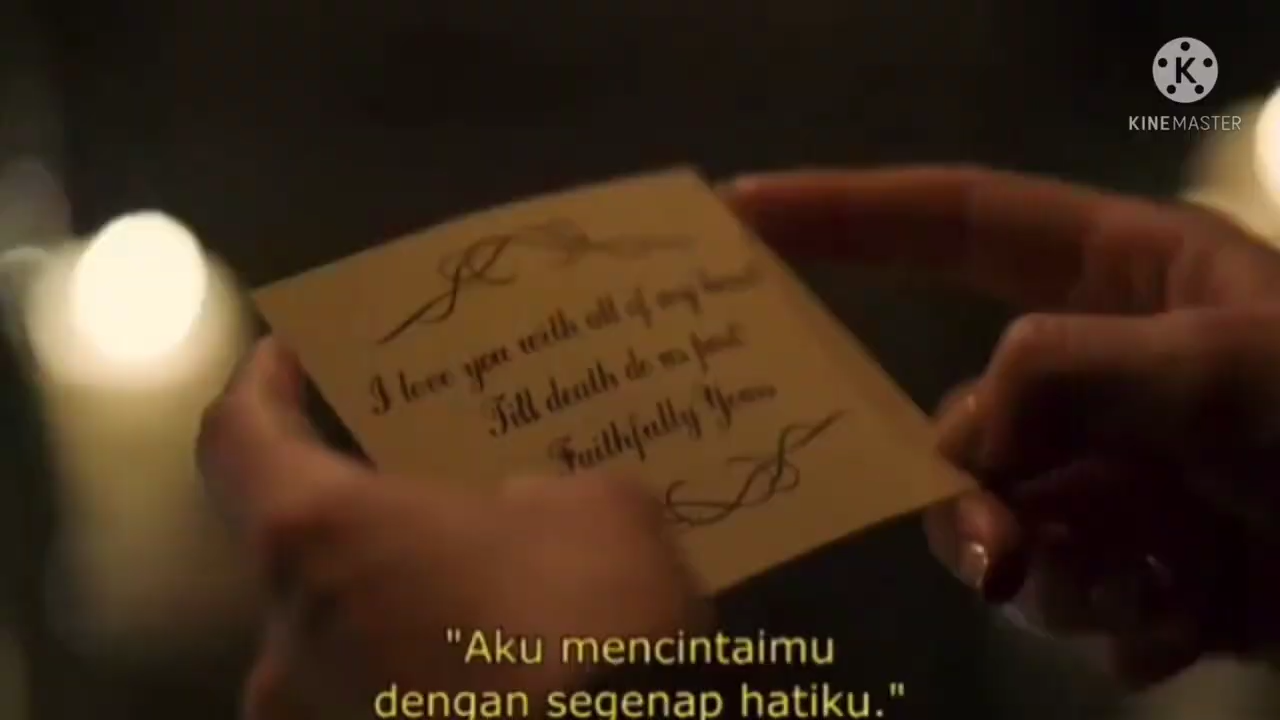 KINEMASTER
I love you with all of my heart
Till death do us part
Faithfully Yours
"Aku mencintaimu
dengan segenap hatiku."